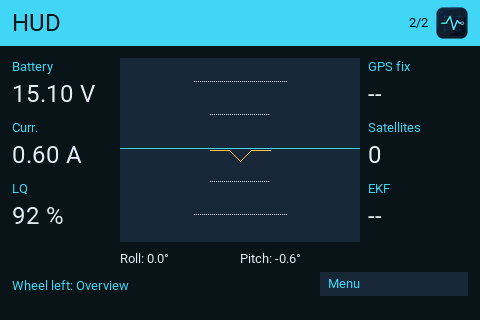 HUD
2/2
Battery
15.10 V
Curr.
0.60 A
LQ
92 %
GPS fix
--
Satellites
0
EKF
--
Roll: 0.0°
Pitch: -0.6°
Wheel left: Overview
Menu